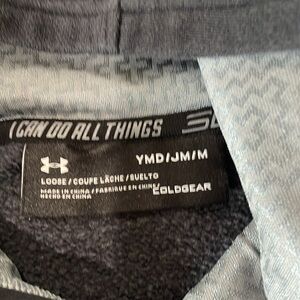 I CAN DO ALL THINGS
YMD/JM/M
LOOSE / COUPE LÂCHE / SUELTO
MADE IN CHINA / FABRIQUÉ EN CHINE/
HECHO EN CHINA
COLDGEAR